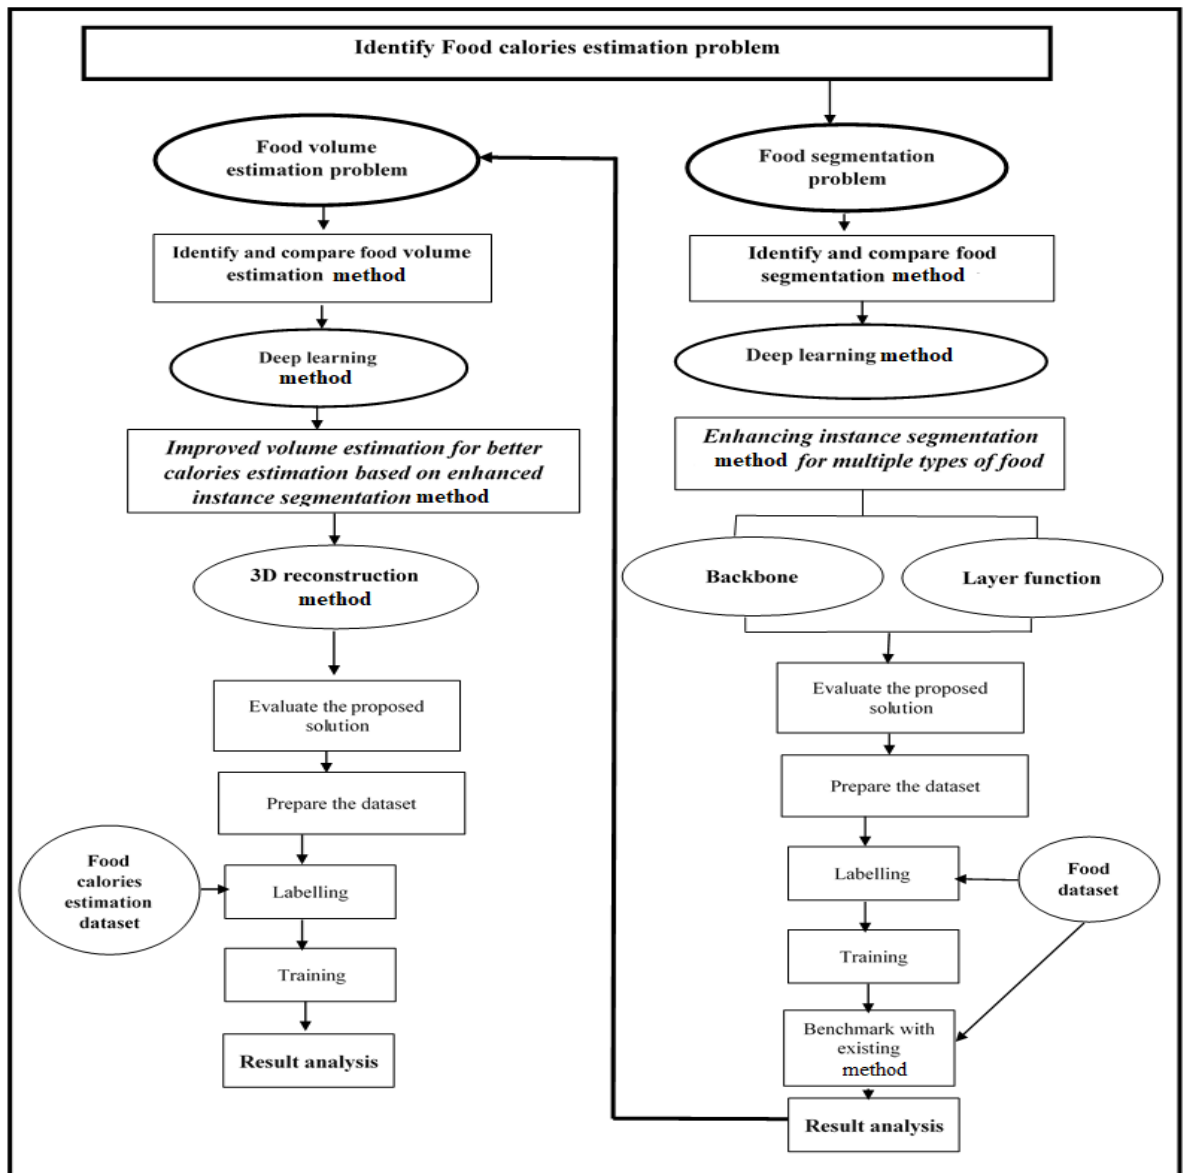 Identify Food calories estimation problem
Food volume
estimation problem
Identify and compare food volume
estimation method
Deep learning
method
Improved volume estimation for better
calories estimation based on enhanced
instance segmentation method
3D reconstruction
method
Evaluate the proposed
solution
Prepare the dataset
Food
calories
estimation
dataset
Labelling
Training
Result analysis
Food segmentation
problem
Identify and compare food
segmentation method
Deep learning method
Enhancing instance segmentation
method for multiple types of food
Backbone
Layer function
Evaluate the proposed
solution
Prepare the dataset
Labelling
Food
dataset
Training
Benchmark with
existing
method
Result analysis